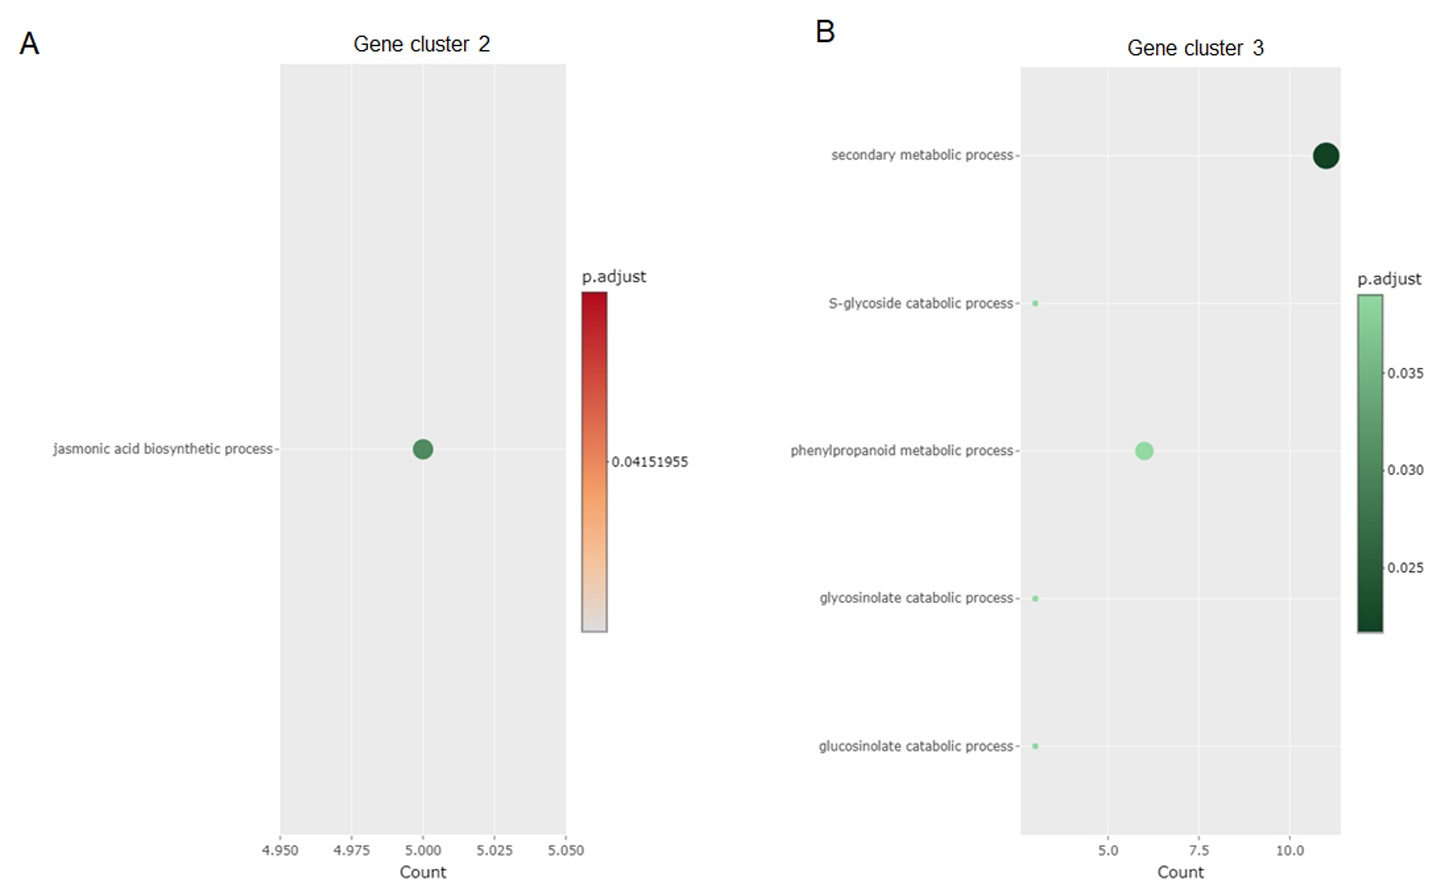 A
Gene cluster 2
jasmonic acid biosynthetic process
4.950 4.975 5.000 5.025 5.050
Count
p.adjust
0.04151955
B
Gene cluster 3
secondary metabolic process
S-glycoside catabolic process
phenylpropanoid metabolic process
glycosinolate catabolic process
glucosinolate catabolic process
5.0 7.5 10.0
Count
p.adjust
0.035
0.030
0.025